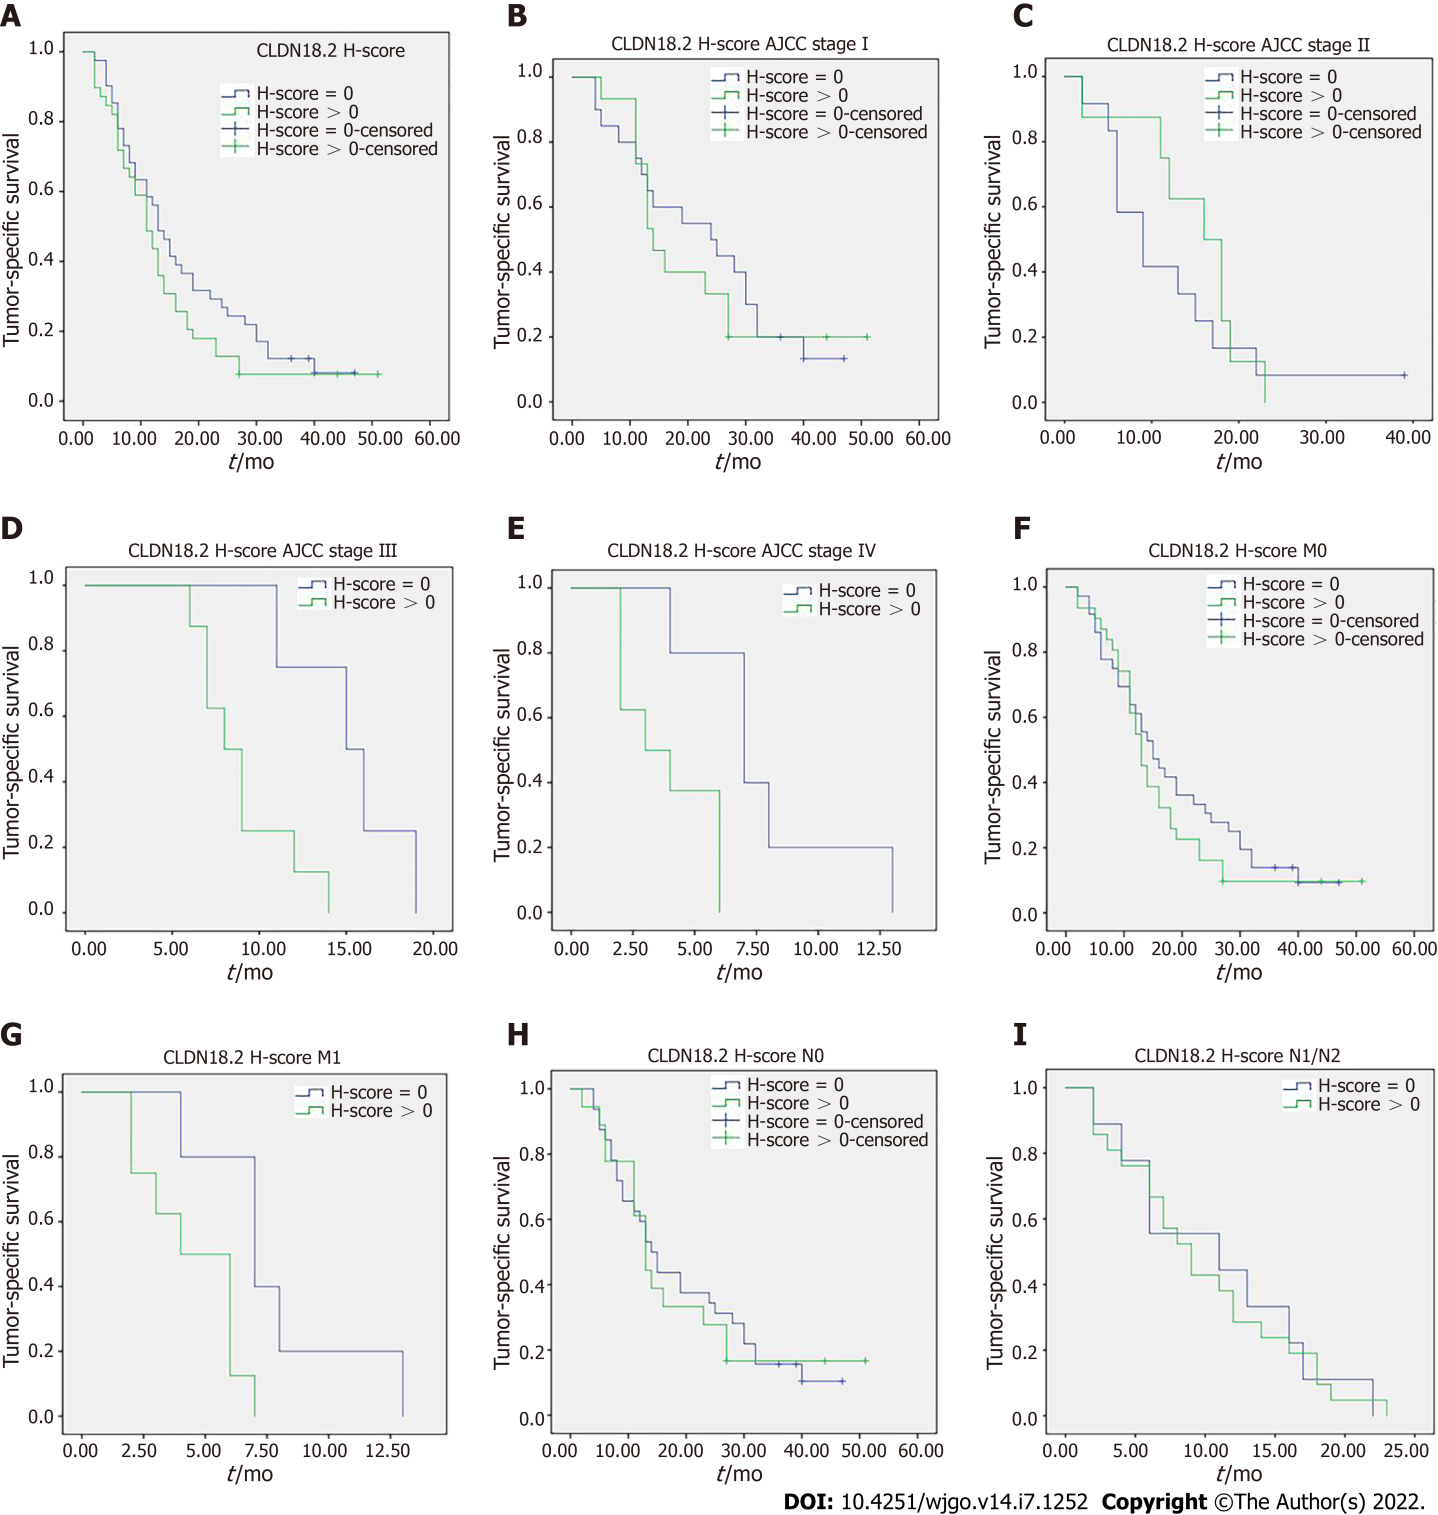 A
CLDN18.2 H-score
H-score = 0
H-score > 0
H-score = 0-censored
H-score > 0-censored
Tumor-specific survival
1.0
0.8
0.6
0.4
0.2
0.0
0.00 10.00 20.00 30.00 40.00 50.00 60.00
t/mo
B
CLDN18.2 H-score AJCC stage I
H-score = 0
H-score > 0
H-score = 0-censored
H-score > 0-censored
Tumor-specific survival
1.0
0.8
0.6
0.4
0.2
0.0
0.00 10.00 20.00 30.00 40.00 50.00 60.00
t/mo
C
CLDN18.2 H-score AJCC stage II
H-score = 0
H-score > 0
H-score = 0-censored
H-score > 0-censored
Tumor-specific survival
1.0
0.8
0.6
0.4
0.2
0.0
0.00 10.00 20.00 30.00 40.00
t/mo
D
CLDN18.2 H-score AJCC stage III
H-score = 0
H-score > 0
Tumor-specific survival
1.0
0.8
0.6
0.4
0.2
0.0
0.00 5.00 10.00 15.00 20.00
t/mo
E
CLDN18.2 H-score AJCC stage IV
H-score = 0
H-score > 0
Tumor-specific survival
1.0
0.8
0.6
0.4
0.2
0.0
0.00 2.50 5.00 7.50 10.00 12.50
t/mo
F
CLDN18.2 H-score M0
H-score = 0
H-score > 0
H-score = 0-censored
H-score > 0-censored
Tumor-specific survival
1.0
0.8
0.6
0.4
0.2
0.0
0.00 10.00 20.00 30.00 40.00 50.00 60.00
t/mo
G
CLDN18.2 H-score M1
H-score = 0
H-score > 0
Tumor-specific survival
1.0
0.8
0.6
0.4
0.2
0.0
0.00 2.50 5.00 7.50 10.00 12.50
t/mo
H
CLDN18.2 H-score N0
H-score = 0
H-score > 0
H-score = 0-censored
H-score > 0-censored
Tumor-specific survival
1.0
0.8
0.6
0.4
0.2
0.0
0.00 10.00 20.00 30.00 40.00 50.00 60.00
t/mo
I
CLDN18.2 H-score N1/N2
H-score = 0
H-score > 0
Tumor-specific survival
1.0
0.8
0.6
0.4
0.2
0.0
0.00 5.00 10.00 15.00 20.00 25.00
t/mo
DOI: 10.4251/wjgo.v14.i7.1252 Copyright ©The Author(s) 2022.